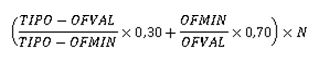 (TIPO – OFVAL / TIPO – OFMIN × 0,30 + OFMIN / OFVAL × 0,70) × N